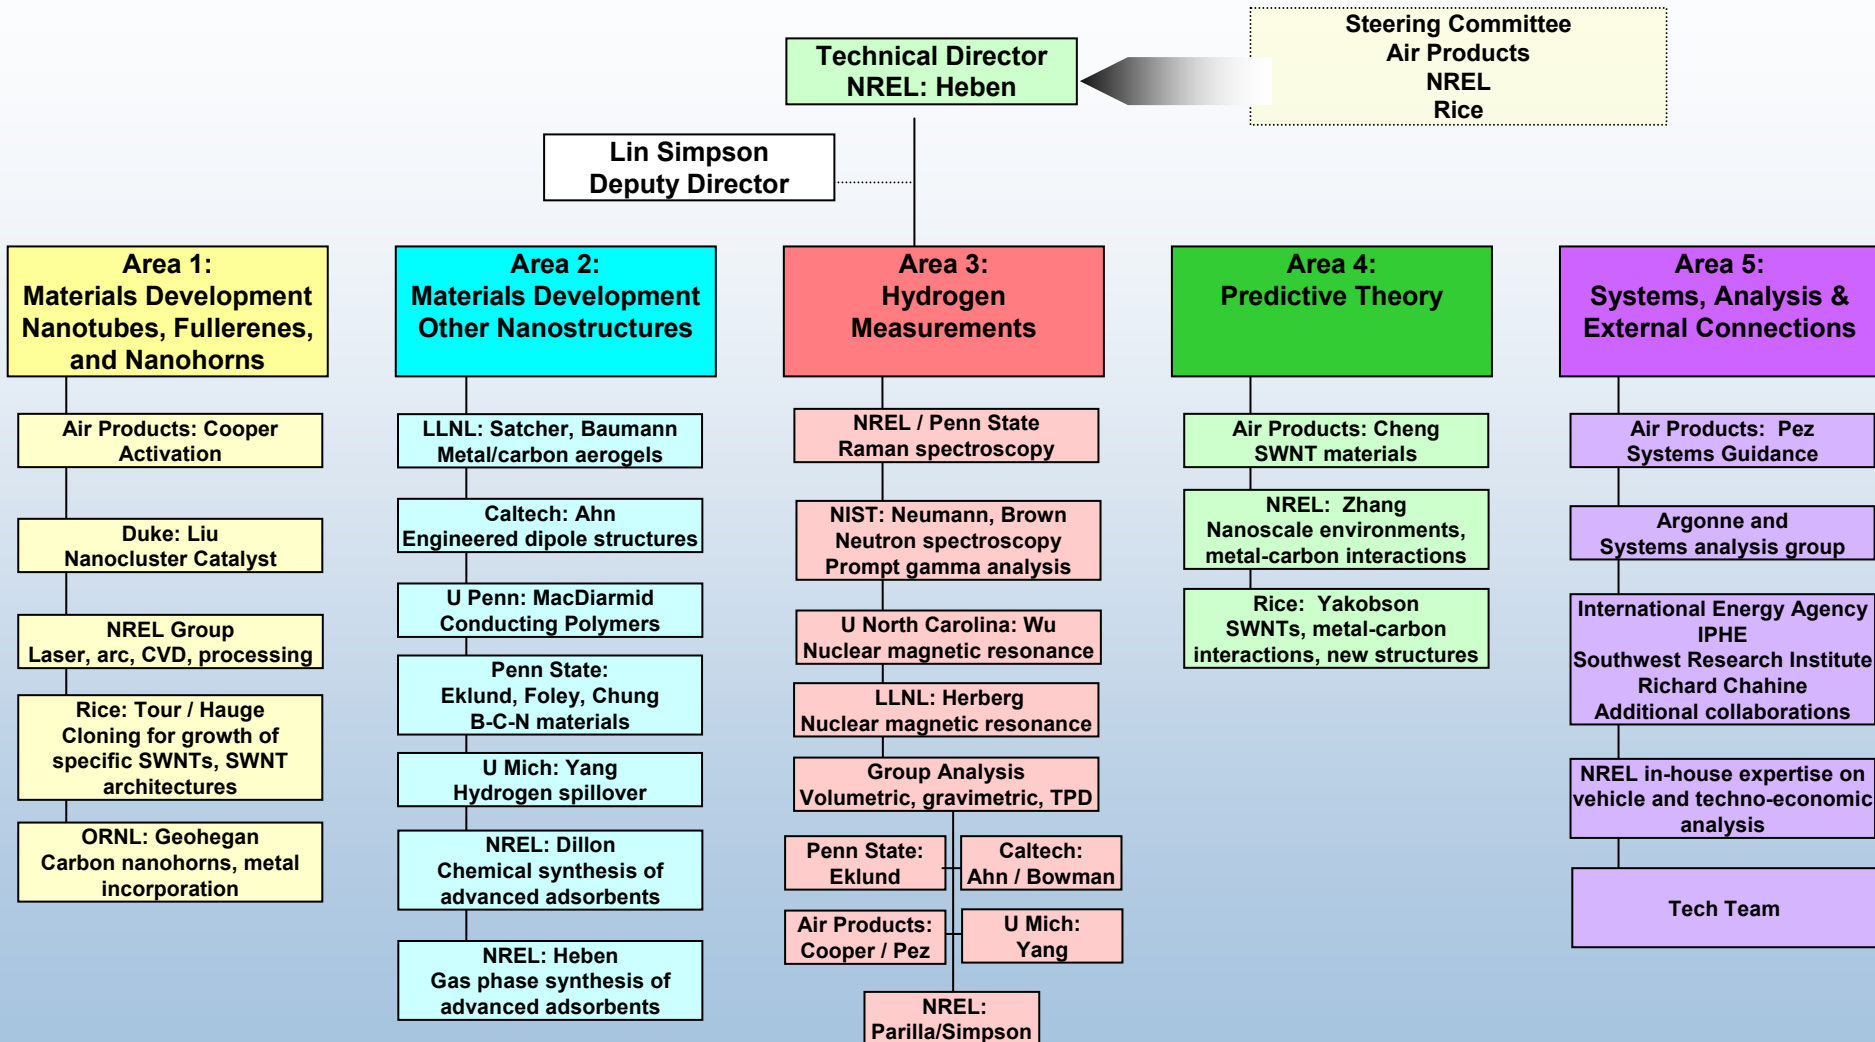 Technical Director
NREL: Heben
Steering Committee
Air Products
NREL
Rice
Lin Simpson
Deputy Director
Area 1:
Materials Development
Nanotubes, Fullerenes,
and Nanohorns
Air Products: Cooper
Activation
Duke: Liu
Nanocluster Catalyst
NREL Group
Laser, arc, CVD, processing
Rice: Tour / Hauge
Cloning for growth of
specific SWNTs, SWNT
architectures
ORNL: Geohegan
Carbon nanohorns, metal
incorporation
Area 2:
Materials Development
Other Nanostructures
LLNL: Satcher, Baumann
Metal/carbon aerogels
Caltech: Ahn
Engineered dipole structures
U Penn: MacDiarmid
Conducting Polymers
Penn State:
Eklund, Foley, Chung
B-C-N materials
U Mich: Yang
Hydrogen spillover
NREL: Dillon
Chemical synthesis of
advanced adsorbents
NREL: Heben
Gas phase synthesis of
advanced adsorbents
Area 3:
Hydrogen
Measurements
NREL / Penn State
Raman spectroscopy
NIST: Neumann, Brown
Neutron spectroscopy
Prompt gamma analysis
U North Carolina: Wu
Nuclear magnetic resonance
LLNL: Herberg
Nuclear magnetic resonance
Group Analysis
Volumetric, gravimetric, TPD
Penn State:
Eklund
Caltech:
Ahn / Bowman
Air Products:
Cooper / Pez
U Mich:
Yang
NREL:
Parilla/Simpson
Area 4:
Predictive Theory
Air Products: Cheng
SWNT materials
NREL: Zhang
Nanoscale environments,
metal-carbon interactions
Rice: Yakobson
SWNTs, metal-carbon
interactions, new structures
Area 5:
Systems, Analysis &
External Connections
Air Products: Pez
Systems Guidance
Argonne and
Systems analysis group
International Energy Agency
IPHE
Southwest Research Institute
Richard Chahine
Additional collaborations
NREL in-house expertise on
vehicle and techno-economic
analysis
Tech Team